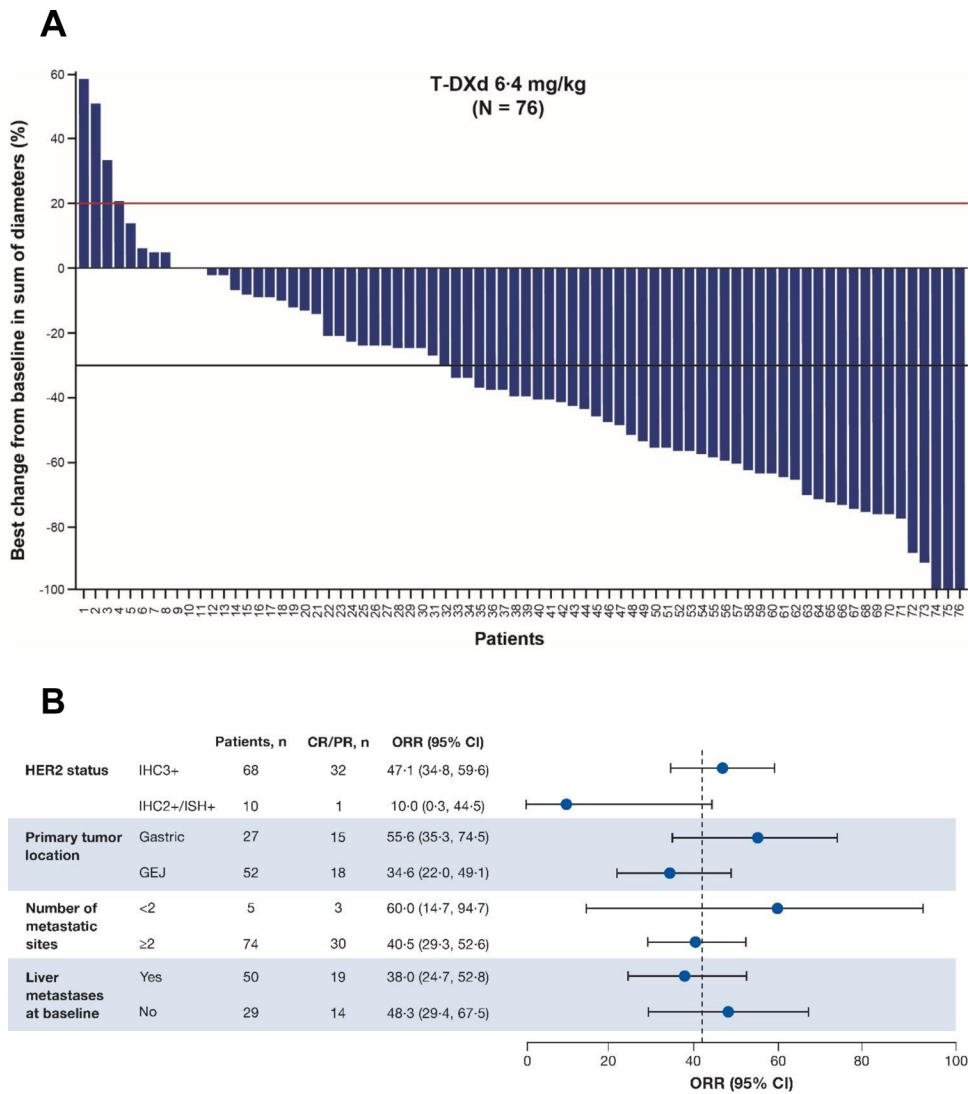 A
T-DXd 6·4 mg/kg
(N = 76)
Best change from baseline in sum of diameters (%)
60
40
20
0
-20
-40
-60
-80
-100
1 2 3 4 5 6 7 8 9 10 11 12 13 14 15 16 17 18 19 20 21 22 23 24 25 26 27 28 29 30 31 32 33 34 35 36 37 38 39 40 41 42 43 44 45 46 47 48 49 50 51 52 53 54 55 56 57 58 59 60 61 62 63 64 65 66 67 68 69 70 71 72 73 74 75 76
Patients
B
Patients, n CR/PR, n ORR (95% CI)
HER2 status IHC3+ 68 32 47·1 (34·8, 59·6)
IHC2+/ISH+ 10 1 10·0 (0·3, 44·5)
Primary tumor location Gastric 27 15 55·6 (35·3, 74·5)
GEJ 52 18 34·6 (22·0, 49·1)
Number of metastatic sites <2 5 3 60·0 (14·7, 94·7)
≥2 74 30 40·5 (29·3, 52·6)
Liver metastases at baseline Yes 50 19 38·0 (24·7, 52·8)
No 29 14 48·3 (29·4, 67·5)
0 20 40 60 80 100
ORR (95% CI)